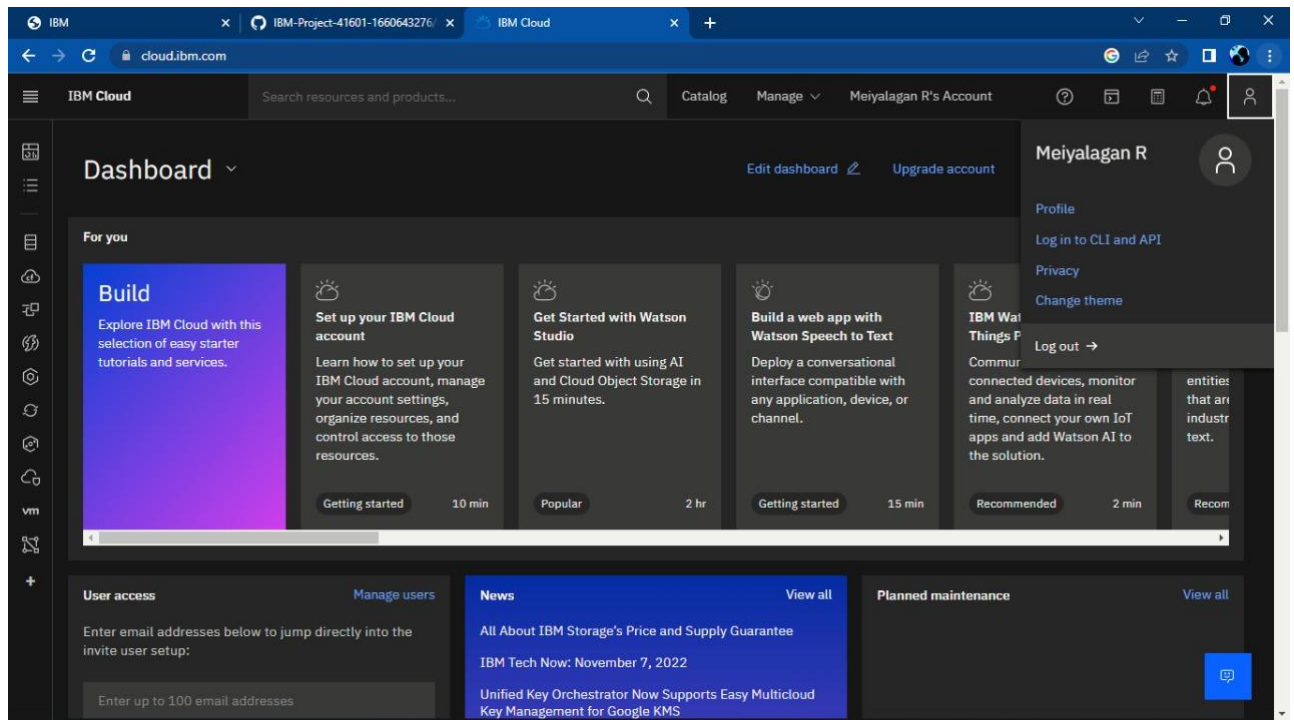 IBM
IBM-Project-41601-1660643276/
IBM Cloud
cloud.ibm.com
IBM Cloud
Search resources and products...
Catalog
Manage
Meiyalagan R's Account
Dashboard
Edit dashboard
Upgrade account
Meiyalagan R
Profile
Log in to CLI and API
Privacy
Change theme
Log out →
For you
Build
Explore IBM Cloud with this
selection of easy starter
tutorials and services.
Set up your IBM Cloud
account
Learn how to set up your
IBM Cloud account, manage
your account settings,
organize resources, and
control access to those
resources.
Getting started
10 min
Get Started with Watson
Studio
Get started with using AI
and Cloud Object Storage in
15 minutes.
Popular
2 hr
Build a web app with
Watson Speech to Text
Deploy a conversational
interface compatible with
any application, device, or
channel.
Getting started
15 min
IBM Wat
Things P
Commun
connected devices, monitor
and analyze data in real
time, connect your own IoT
apps and add Watson AI to
the solution.
Recommended
2 min
entities
that are
industr
text.
Recom
vm
User access
Manage users
Enter email addresses below to jump directly into the
invite user setup:
Enter up to 100 email addresses
News
View all
All About IBM Storage's Price and Supply Guarantee
IBM Tech Now: November 7, 2022
Unified Key Orchestrator Now Supports Easy Multicloud
Key Management for Google KMS
Planned maintenance
View all